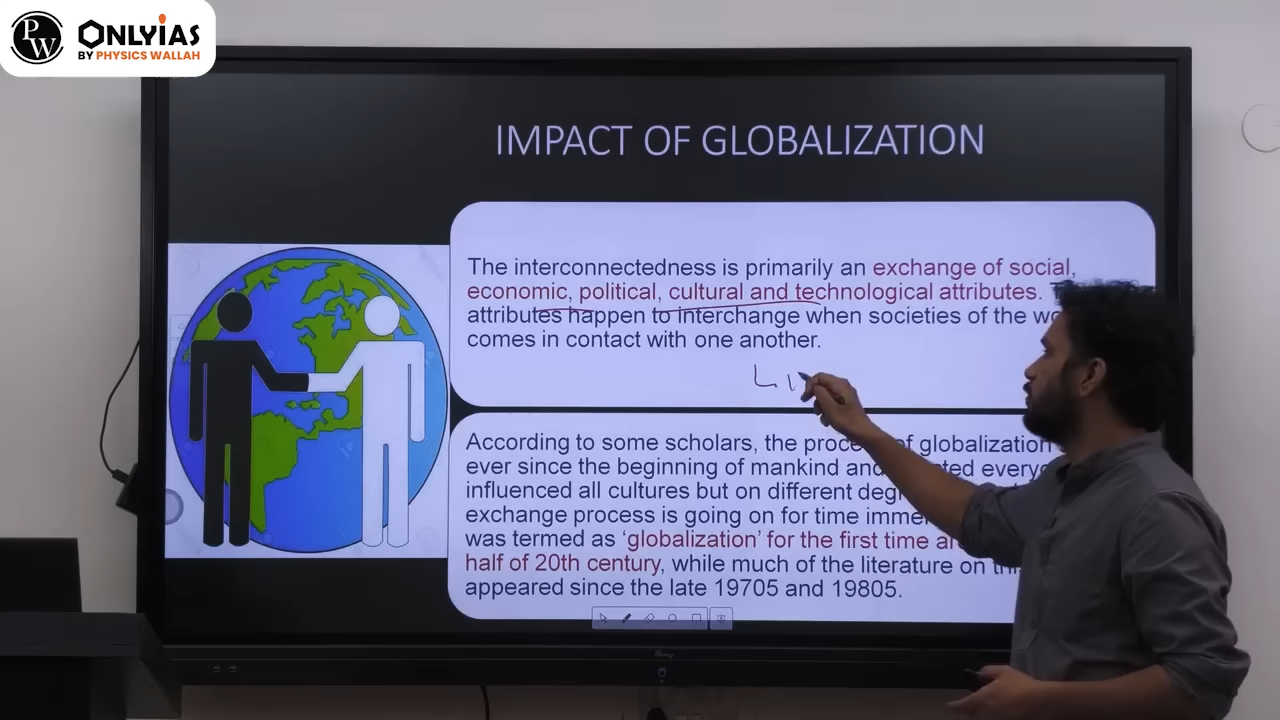 PW
ONLYIAS
BY PHYSICS WALLAH
IMPACT OF GLOBALIZATION
The interconnectedness is primarily an exchange of social,
economic, political, cultural and technological attributes.
attributes happen to interchange when societies of the
comes in contact with one another.
According to some scholars, the process of globalization
ever since the beginning of mankind and everyone
influenced all cultures but on different
exchange process is going on for time
was termed as ‘globalization’ for the first time
half of 20th century, while much of the literature on
appeared since the late 19705 and 19805.